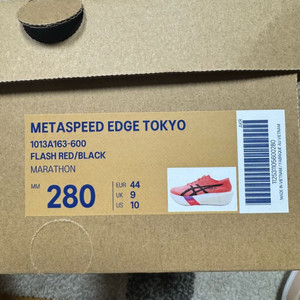 METASPEED EDGE TOKYO
1013A163-600
FLASH RED/BLACK
MARATHON
MM 280
EUR 44
UK 9
US 10